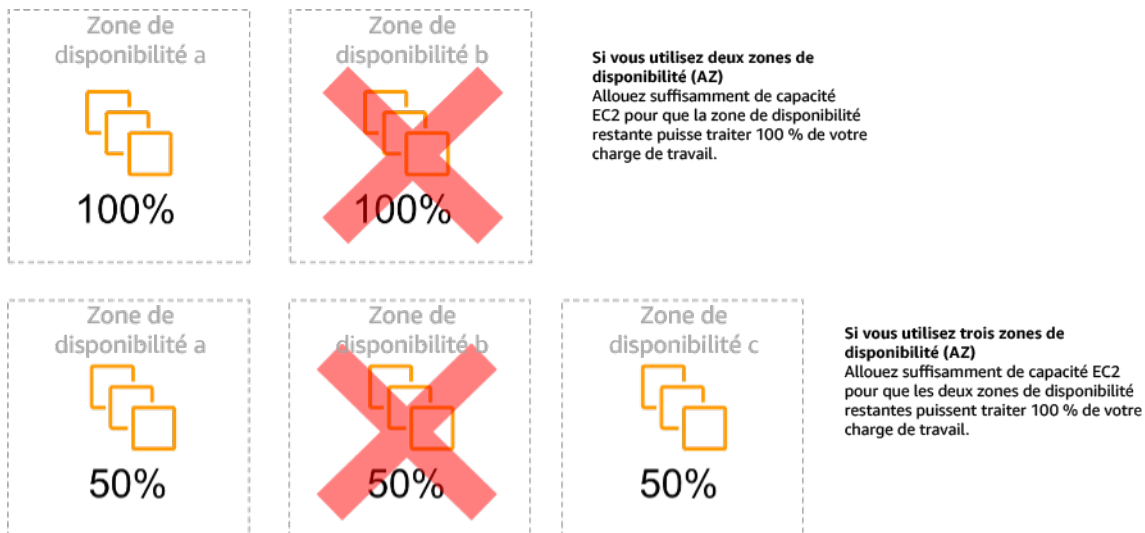 Zone de
disponibilité a
100%
Zone de
disponibilité b
100%
Si vous utilisez deux zones de
disponibilité (AZ)
Allouez suffisamment de capacité
EC2 pour que la zone de disponibilité
restante puisse traiter 100 % de votre
charge de travail.
Zone de
disponibilité a
50%
Zone de
disponibilité b
50%
Zone de
disponibilité c
50%
Si vous utilisez trois zones de
disponibilité (AZ)
Allouez suffisamment de capacité EC2
pour que les deux zones de disponibilité
restantes puissent traiter 100 % de votre
charge de travail.